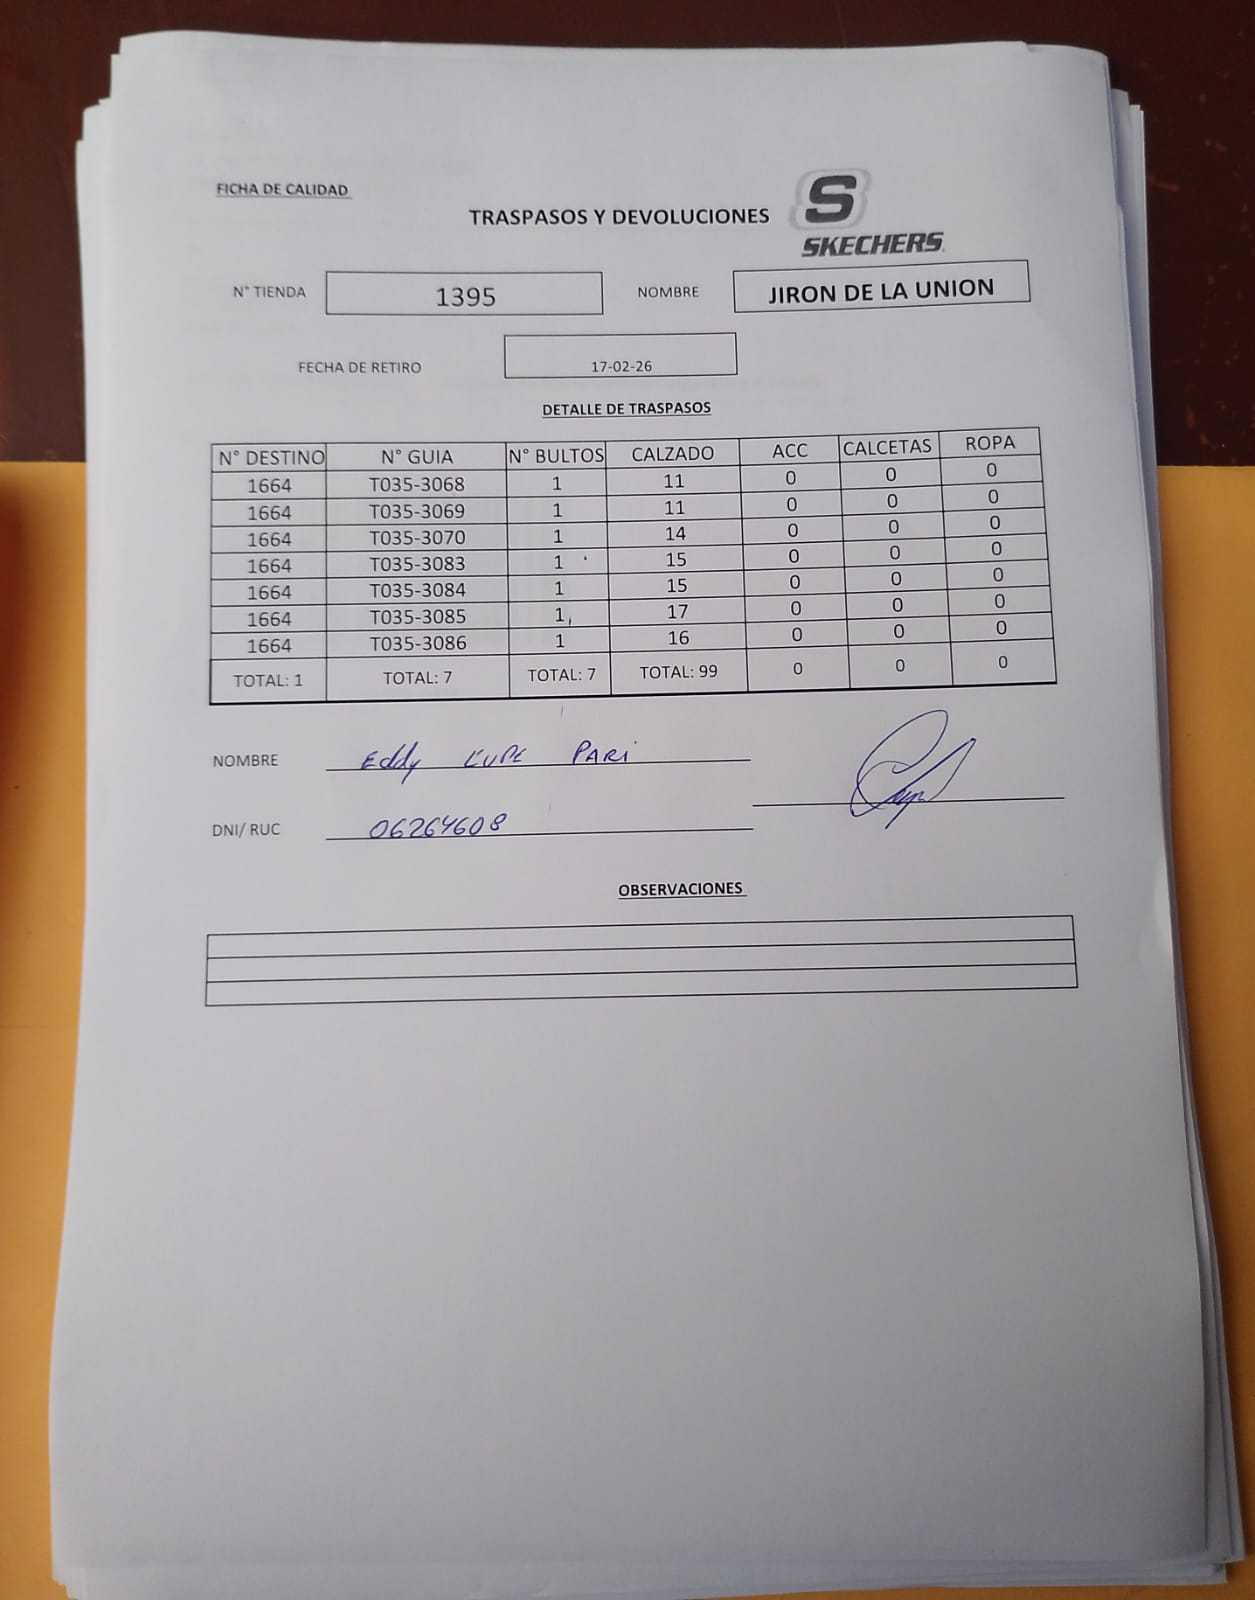 FICHA DE CALIDAD
TRASPASOS Y DEVOLUCIONES
S
SKECHERS
N° TIENDA 1395 NOMBRE JIRON DE LA UNION
FECHA DE RETIRO 17-02-26
DETALLE DE TRASPASOS
N° DESTINO N° GUIA N° BULTOS CALZADO ACC CALCETAS ROPA
1664 T035-3068 1 11 0 0 0
1664 T035-3069 1 11 0 0 0
1664 T035-3070 1 14 0 0 0
1664 T035-3083 1 15 0 0 0
1664 T035-3084 1 15 0 0 0
1664 T035-3085 1 17 0 0 0
1664 T035-3086 1 16 0 0 0
TOTAL: 1 TOTAL: 7 TOTAL: 7 TOTAL: 99 0 0 0
NOMBRE Eddy PARI
DNI/ RUC 06264608
OBSERVACIONES